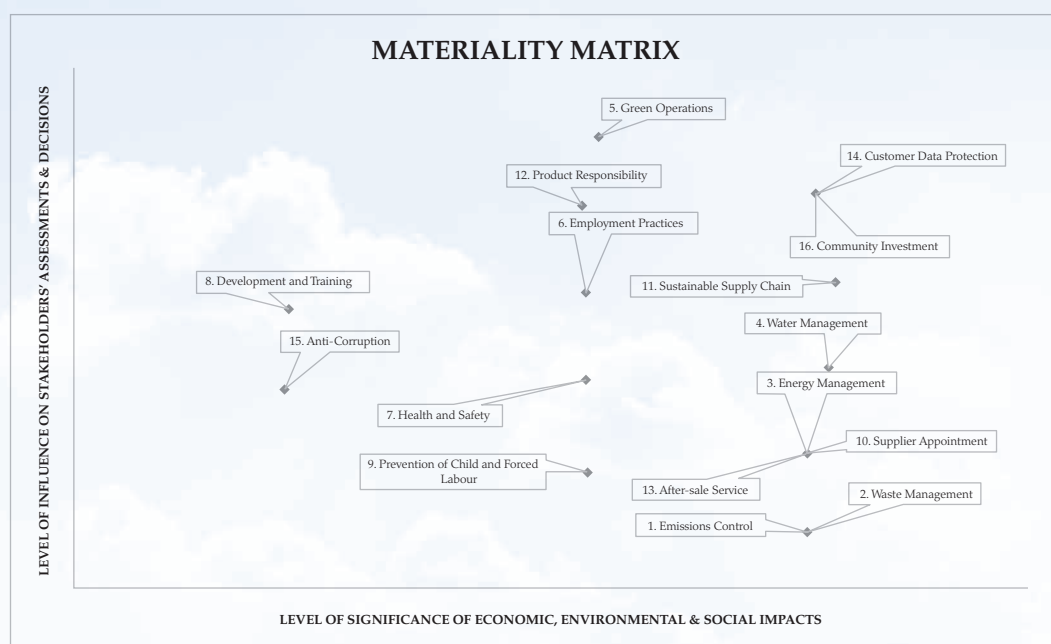 MATERIALITY MATRIX
LEVEL OF INFLUENCE ON STAKEHOLDERS' ASSESSMENTS & DECISIONS
5. Green Operations
14. Customer Data Protection
12. Product Responsibility
6. Employment Practices
16. Community Investment
8. Development and Training
11. Sustainable Supply Chain
4. Water Management
15. Anti-Corruption
3. Energy Management
7. Health and Safety
10. Supplier Appointment
9. Prevention of Child and Forced
Labour
13. After-sale Service
2. Waste Management
1. Emissions Control
LEVEL OF SIGNIFICANCE OF ECONOMIC, ENVIRONMENTAL & SOCIAL IMPACTS